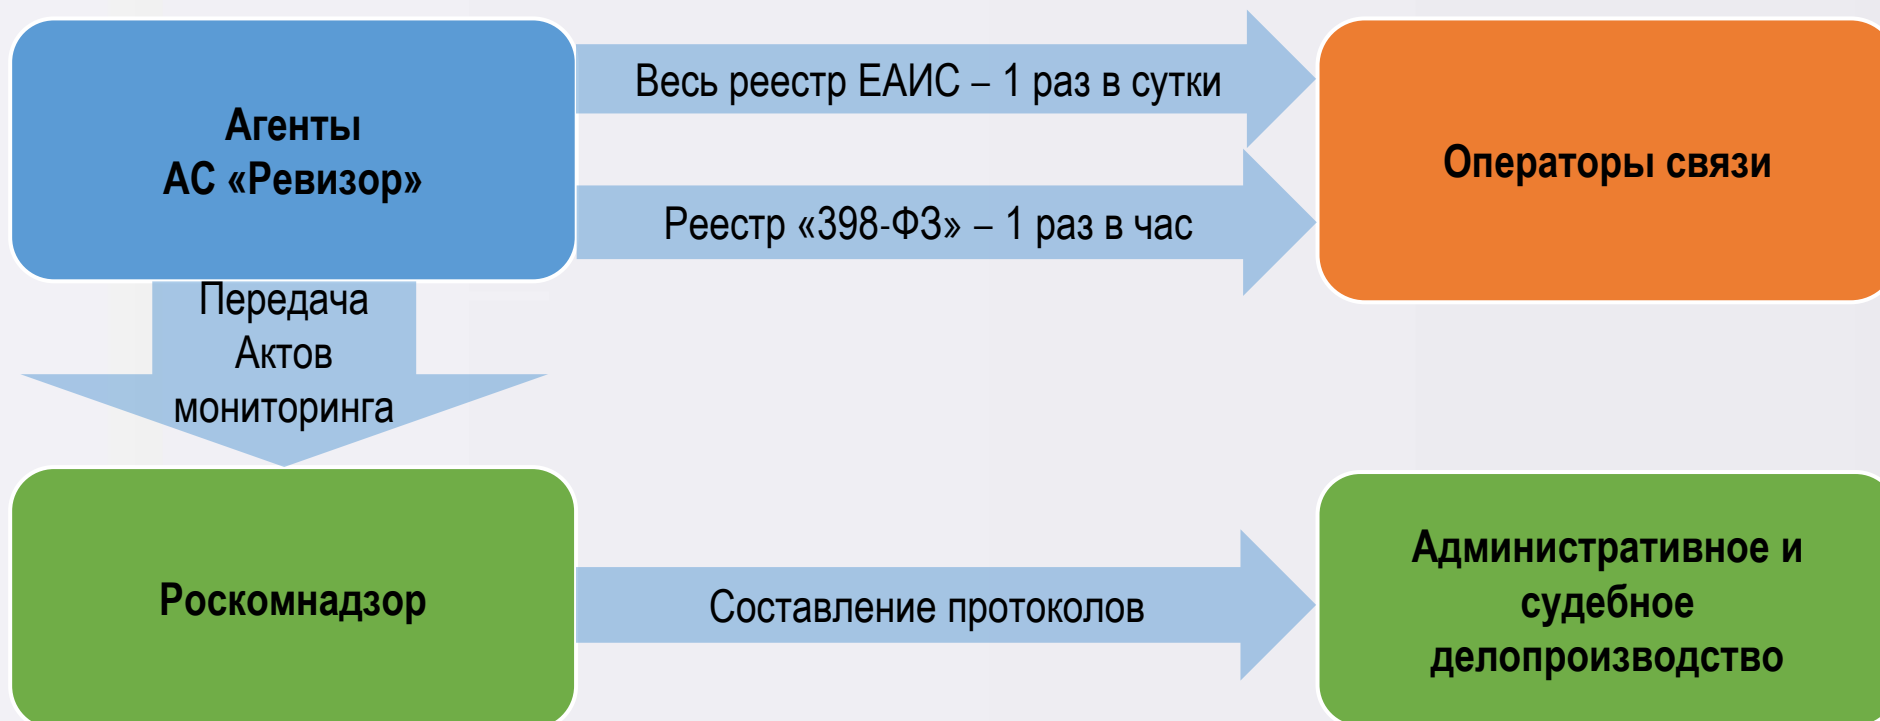 Агенты
АС «Ревизор»
Весь реестр ЕАИС – 1 раз в сутки
Реестр «398-ФЗ» – 1 раз в час
Операторы связи
Передача
Актов
мониторинга
Роскомнадзор
Составление протоколов
Административное и
судебное
делопроизводство